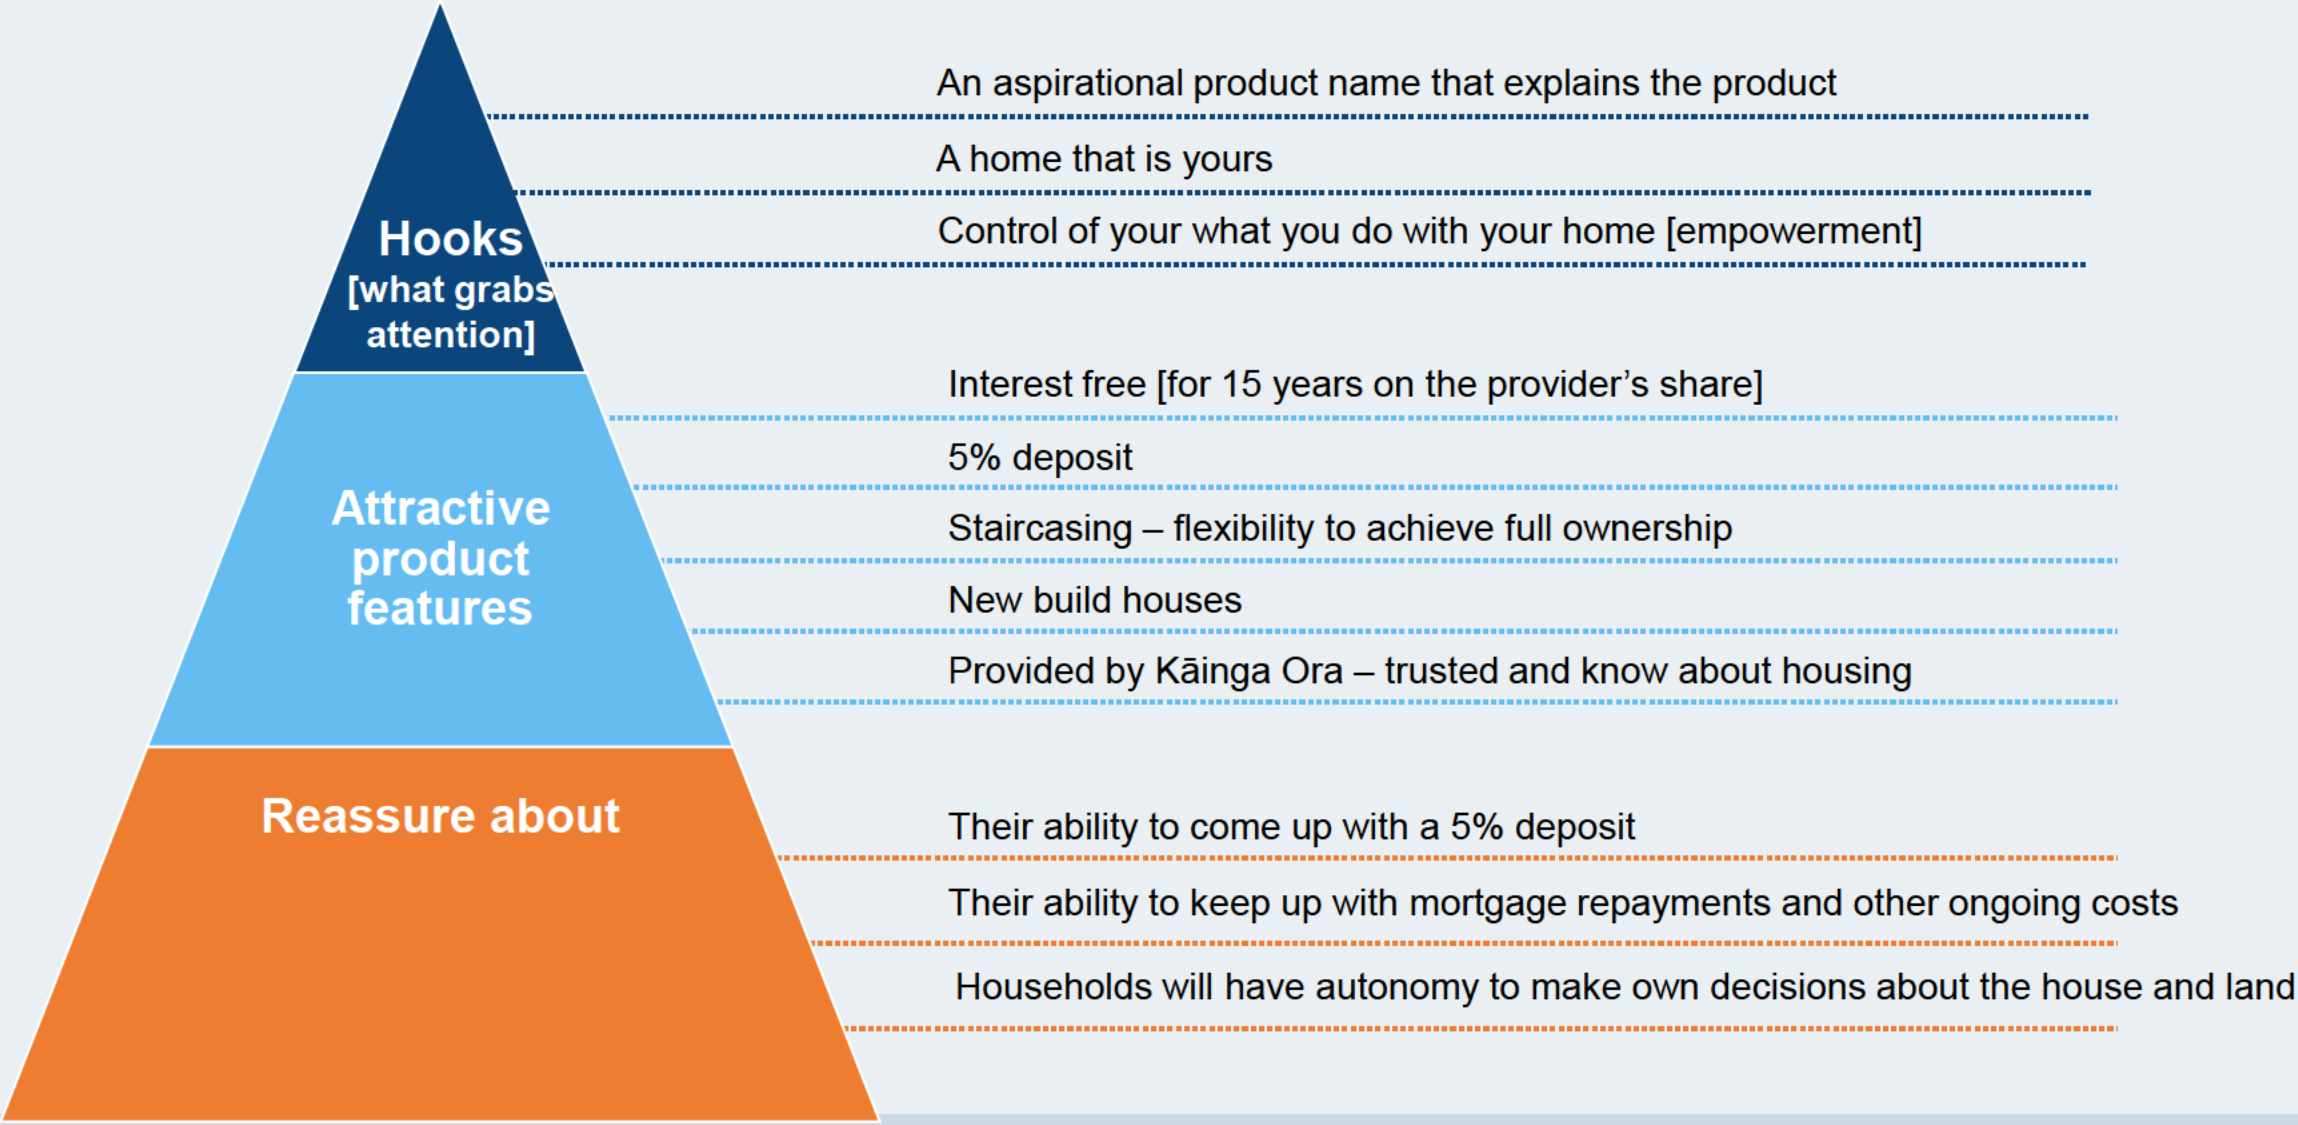 An aspirational product name that explains the product
A home that is yours
Control of your what you do with your home [empowerment]
Hooks
[what grabs
attention]
Interest free [for 15 years on the provider’s share]
5% deposit
Staircasing – flexibility to achieve full ownership
New build houses
Provided by Kāinga Ora – trusted and know about housing
Attractive
product
features
Reassure about
Their ability to come up with a 5% deposit
Their ability to keep up with mortgage repayments and other ongoing costs
Households will have autonomy to make own decisions about the house and land